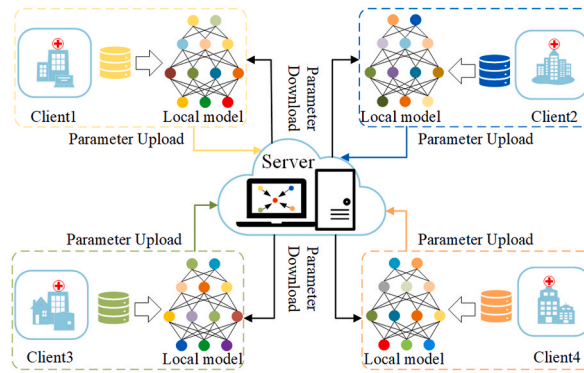 Client1
Local model
Parameter Upload
Parameter
Download
Parameter
Download
Local model
Client2
Parameter Upload
Server
Parameter Upload
Parameter
Download
Parameter
Download
Parameter Upload
Client3
Local model
Local model
Client4